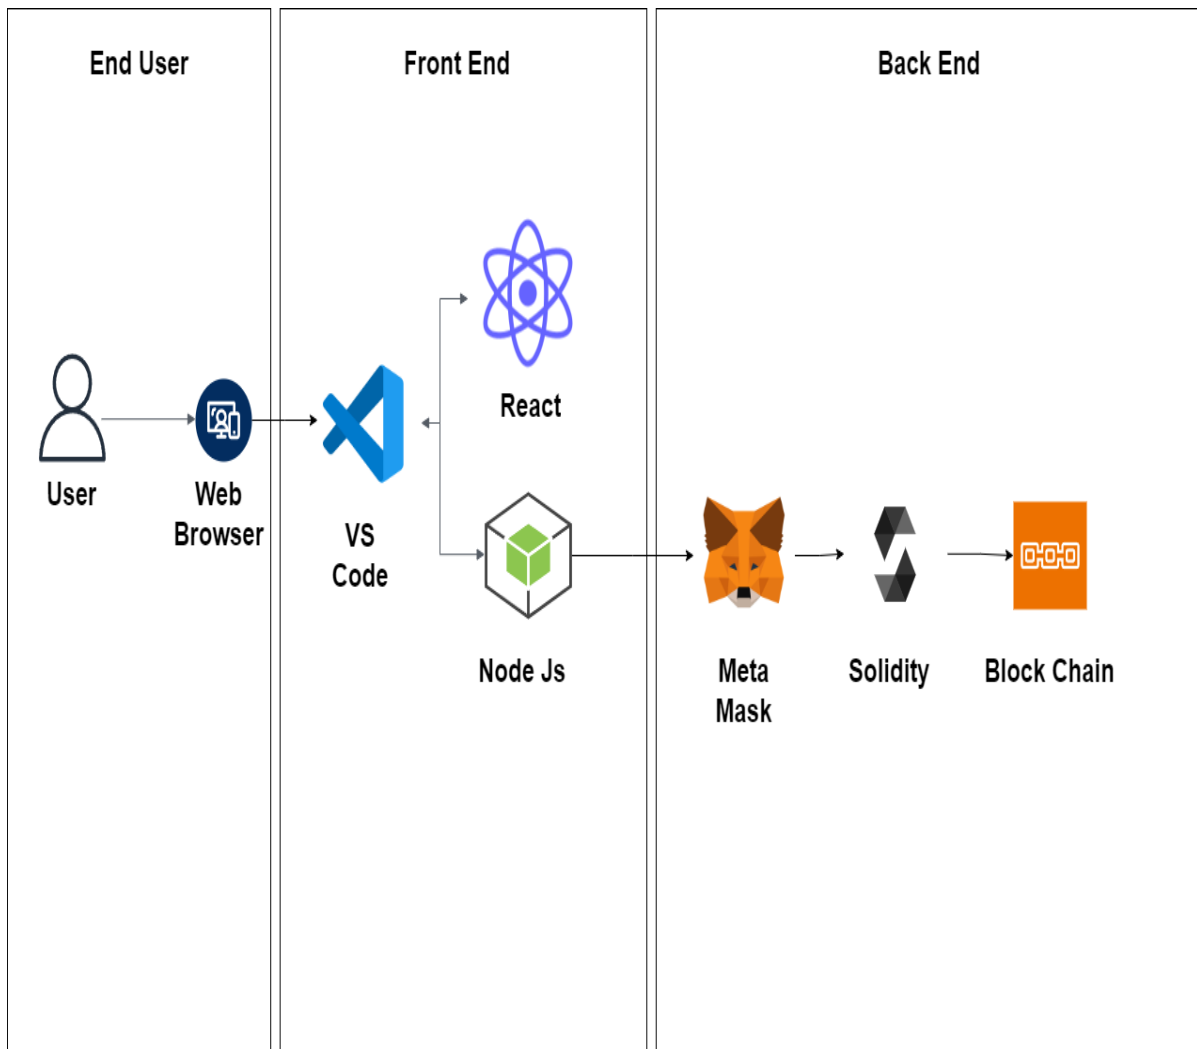 End User
Front End
Back End
React
User
Web
Browser
VS
Code
Node Js
Meta
Mask
Solidity
Block Chain